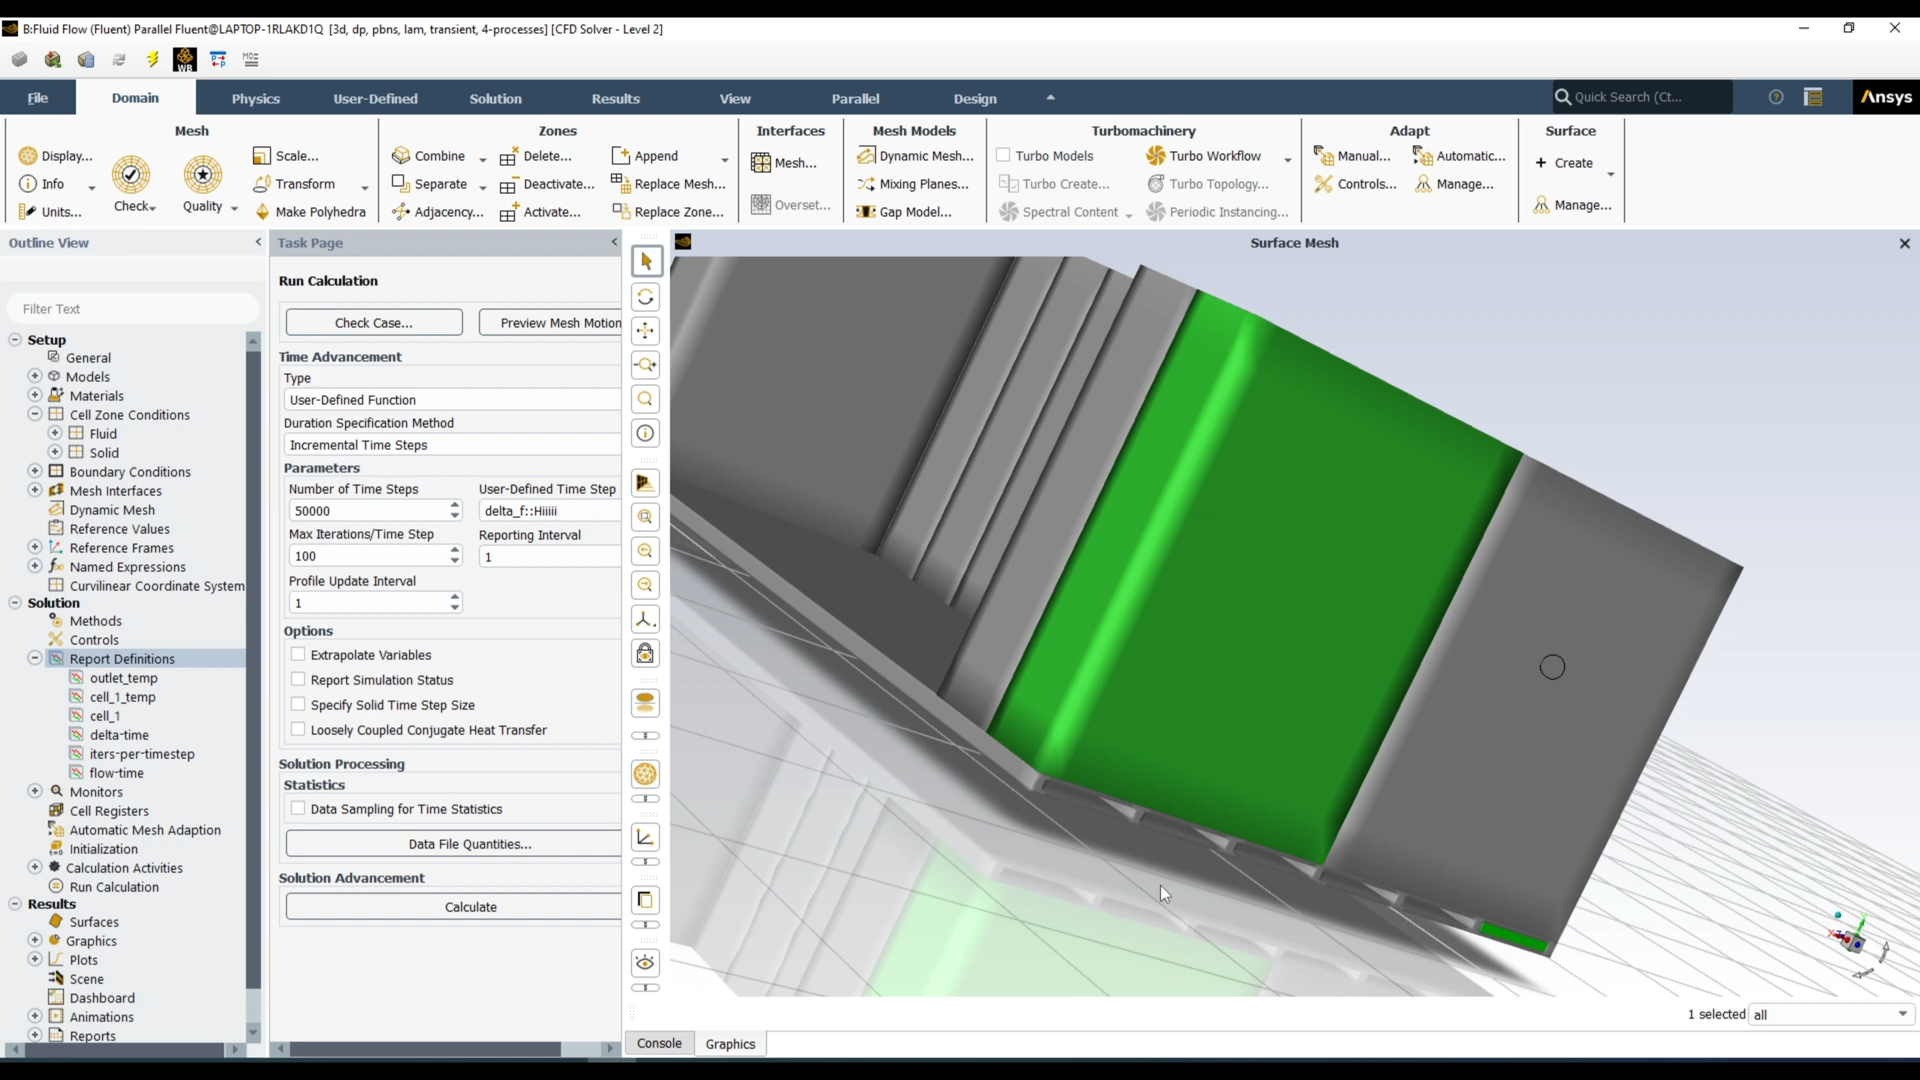 B:Fluid Flow (Fluent) Parallel Fluent@LAPTOP-1RLAKD1Q [3d, dp, pbns, lam, transient, 4-processes] [CFD Solver - Level 2]
WB
File Domain Physics User-Defined Solution Results View Parallel Design Quick Search (Ct... Ansys
Mesh Zones Interfaces Mesh Models Turbomachinery Adapt Surface
Display... Scale... Combine Delete... Append Mesh... Dynamic Mesh... Turbo Models Turbo Workflow Manual... Automatic... + Create
Info Transform Separate Deactivate... Replace Mesh... Mixing Planes... Turbo Create... Turbo Topology... Controls... Manage...
Units... Check Quality Make Polyhedra Adjacency... Activate... Replace Zone... Overset... Gap Model... Spectral Content Periodic Instancing... Manage...
Outline View
Filter Text
Setup
General
Models
Materials
Cell Zone Conditions
Fluid
Solid
Boundary Conditions
Mesh Interfaces
Dynamic Mesh
Reference Values
Reference Frames
Named Expressions
Curvilinear Coordinate System
Solution
Methods
Controls
Report Definitions
outlet_temp
cell_1_temp
cell_1
delta-time
iters-per-timestep
flow-time
Monitors
Cell Registers
Automatic Mesh Adaption
Initialization
Calculation Activities
Run Calculation
Results
Surfaces
Graphics
Plots
Scene
Dashboard
Animations
Reports
Task Page
Run Calculation
Check Case... Preview Mesh Motion
Time Advancement
Type
User-Defined Function
Duration Specification Method
Incremental Time Steps
Parameters
Number of Time Steps User-Defined Time Step
50000 delta_f::Hiiiii
Max Iterations/Time Step Reporting Interval
100 1
Profile Update Interval
1
Options
Extrapolate Variables
Report Simulation Status
Specify Solid Time Step Size
Loosely Coupled Conjugate Heat Transfer
Solution Processing
Statistics
Data Sampling for Time Statistics
Data File Quantities...
Solution Advancement
Calculate
Surface Mesh
1 selected all
Console Graphics